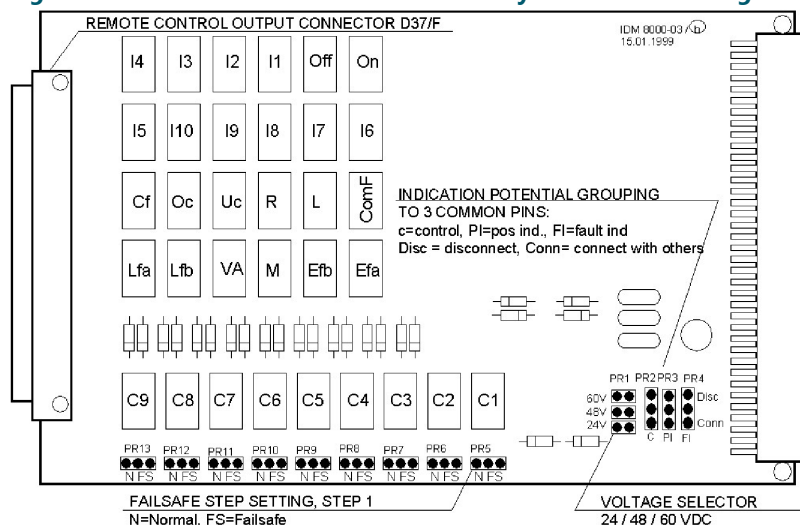 REMOTE CONTROL OUTPUT CONNECTOR D37/F
IDM 8000-03 / b
15.01.1999
I4 I3 I2 I1 Off On
I5 I10 I9 I8 I7 I6
Cf Oc Uc R L ComF
INDICATION POTENTIAL GROUPING
TO 3 COMMON PINS:
c=control, PI=pos ind., FI=fault ind
Disc = disconnect, Conn= connect with others
Lfa Lfb VA M Efb Efa
PR1 PR2 PR3 PR4
60V Disc
48V
24V Conn
C PI FI
C9 C8 C7 C6 C5 C4 C3 C2 C1
PR13 PR12 PR11 PR10 PR9 PR8 PR7 PR6 PR5
N FS N FS N FS N FS N FS N FS N FS N FS N FS
FAILSAFE STEP SETTING, STEP 1
N=Normal, FS=Failsafe
VOLTAGE SELECTOR
24 / 48 / 60 VDC